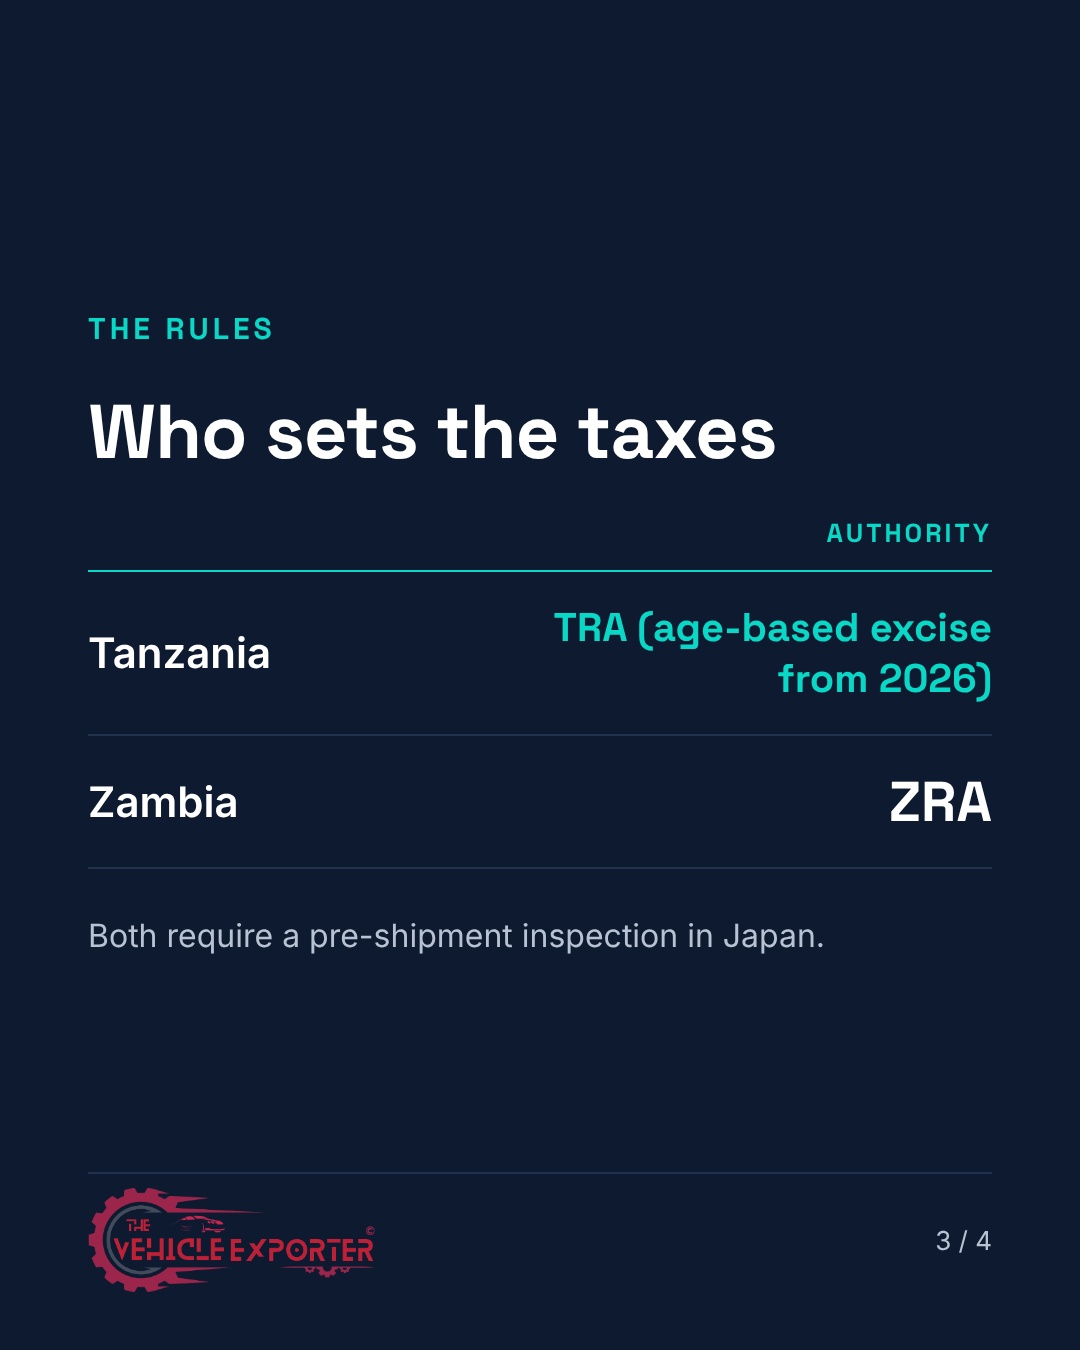 THE RULES
Who sets the taxes
AUTHORITY
Tanzania
TRA (age-based excise
from 2026)
Zambia
ZRA
Both require a pre-shipment inspection in Japan.
THE
VEHICLE EXPORTER
©
3 / 4